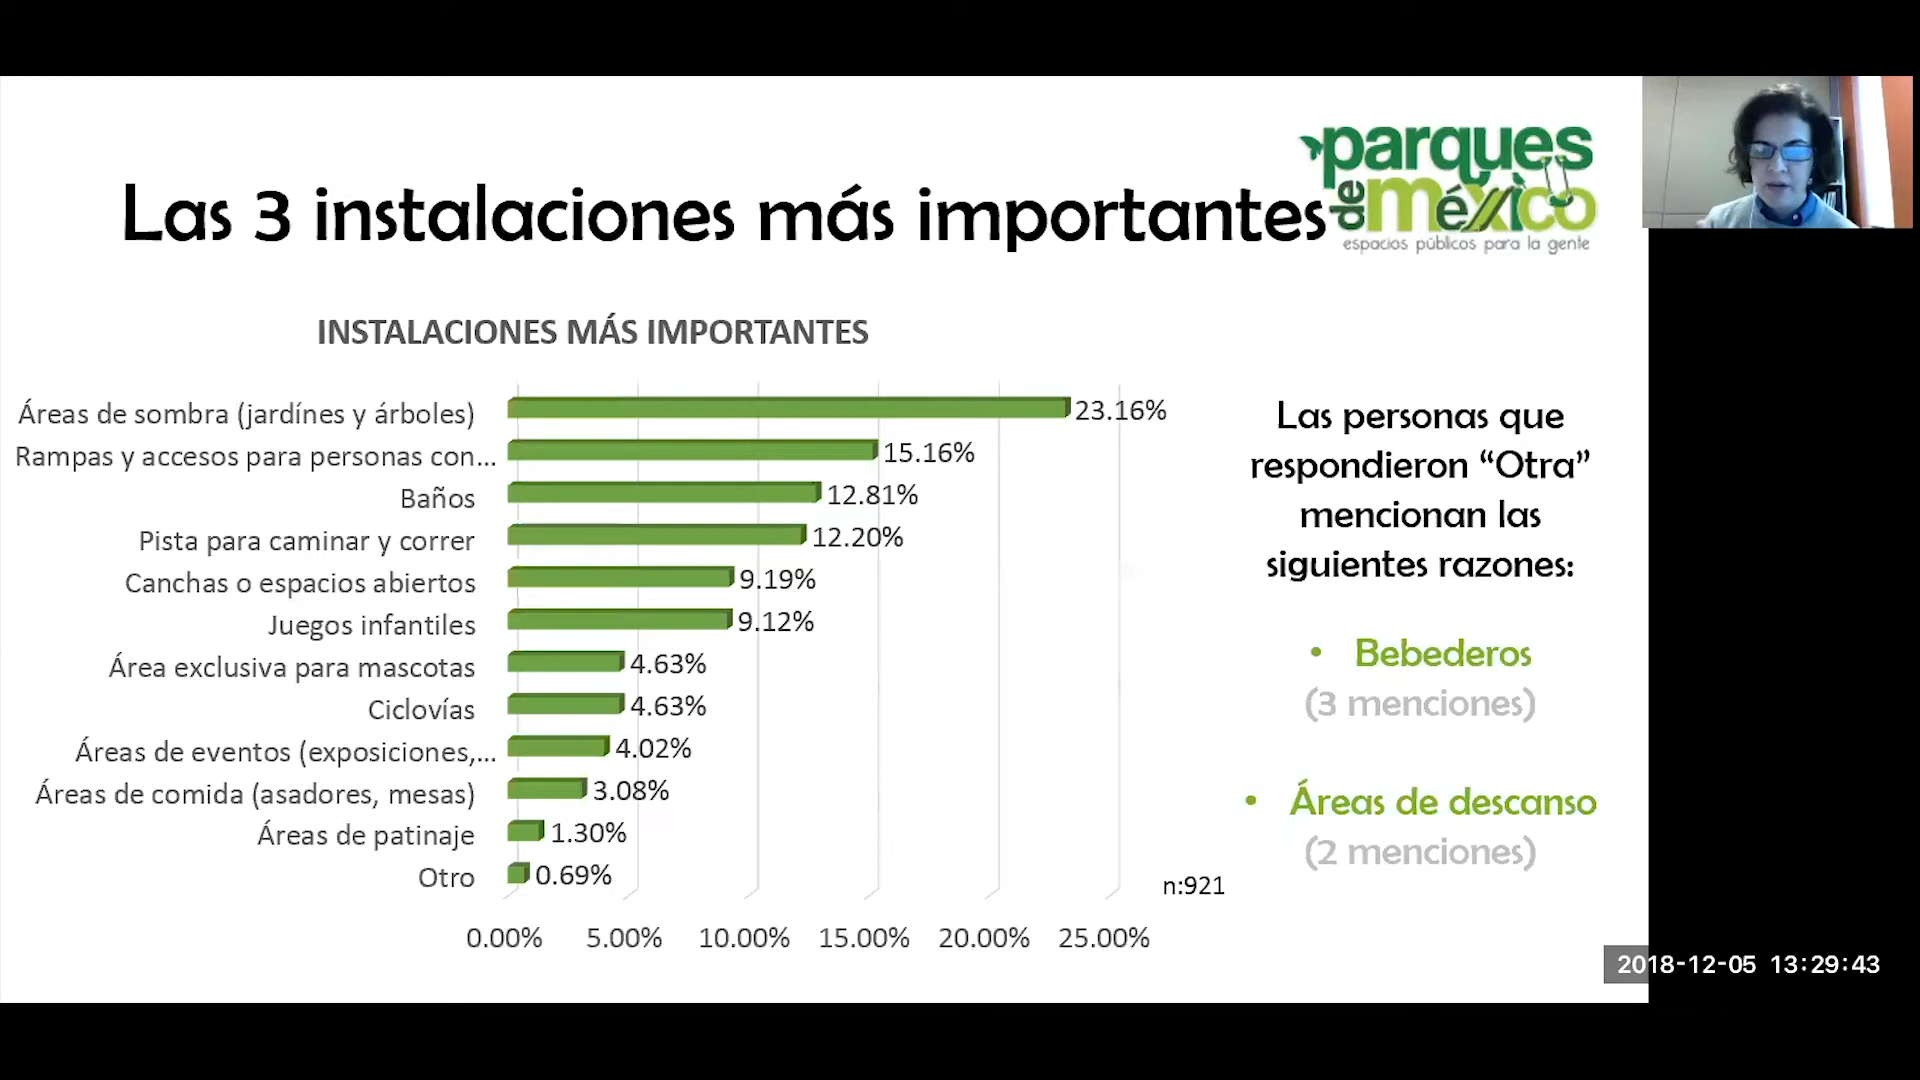 Las 3 instalaciones más importantes
parques
de méxico
espacios públicos para la gente
INSTALACIONES MÁS IMPORTANTES
Áreas de sombra (jardínes y árboles) 23.16%
Rampas y accesos para personas con... 15.16%
Baños 12.81%
Pista para caminar y correr 12.20%
Canchas o espacios abiertos 9.19%
Juegos infantiles 9.12%
Área exclusiva para mascotas 4.63%
Ciclovías 4.63%
Áreas de eventos (exposiciones,... 4.02%
Áreas de comida (asadores, mesas) 3.08%
Áreas de patinaje 1.30%
Otro 0.69%
n:921
0.00% 5.00% 10.00% 15.00% 20.00% 25.00%
Las personas que
respondieron “Otra”
mencionan las
siguientes razones:
• Bebederos
(3 menciones)
• Áreas de descanso
(2 menciones)
2018-12-05 13:29:43